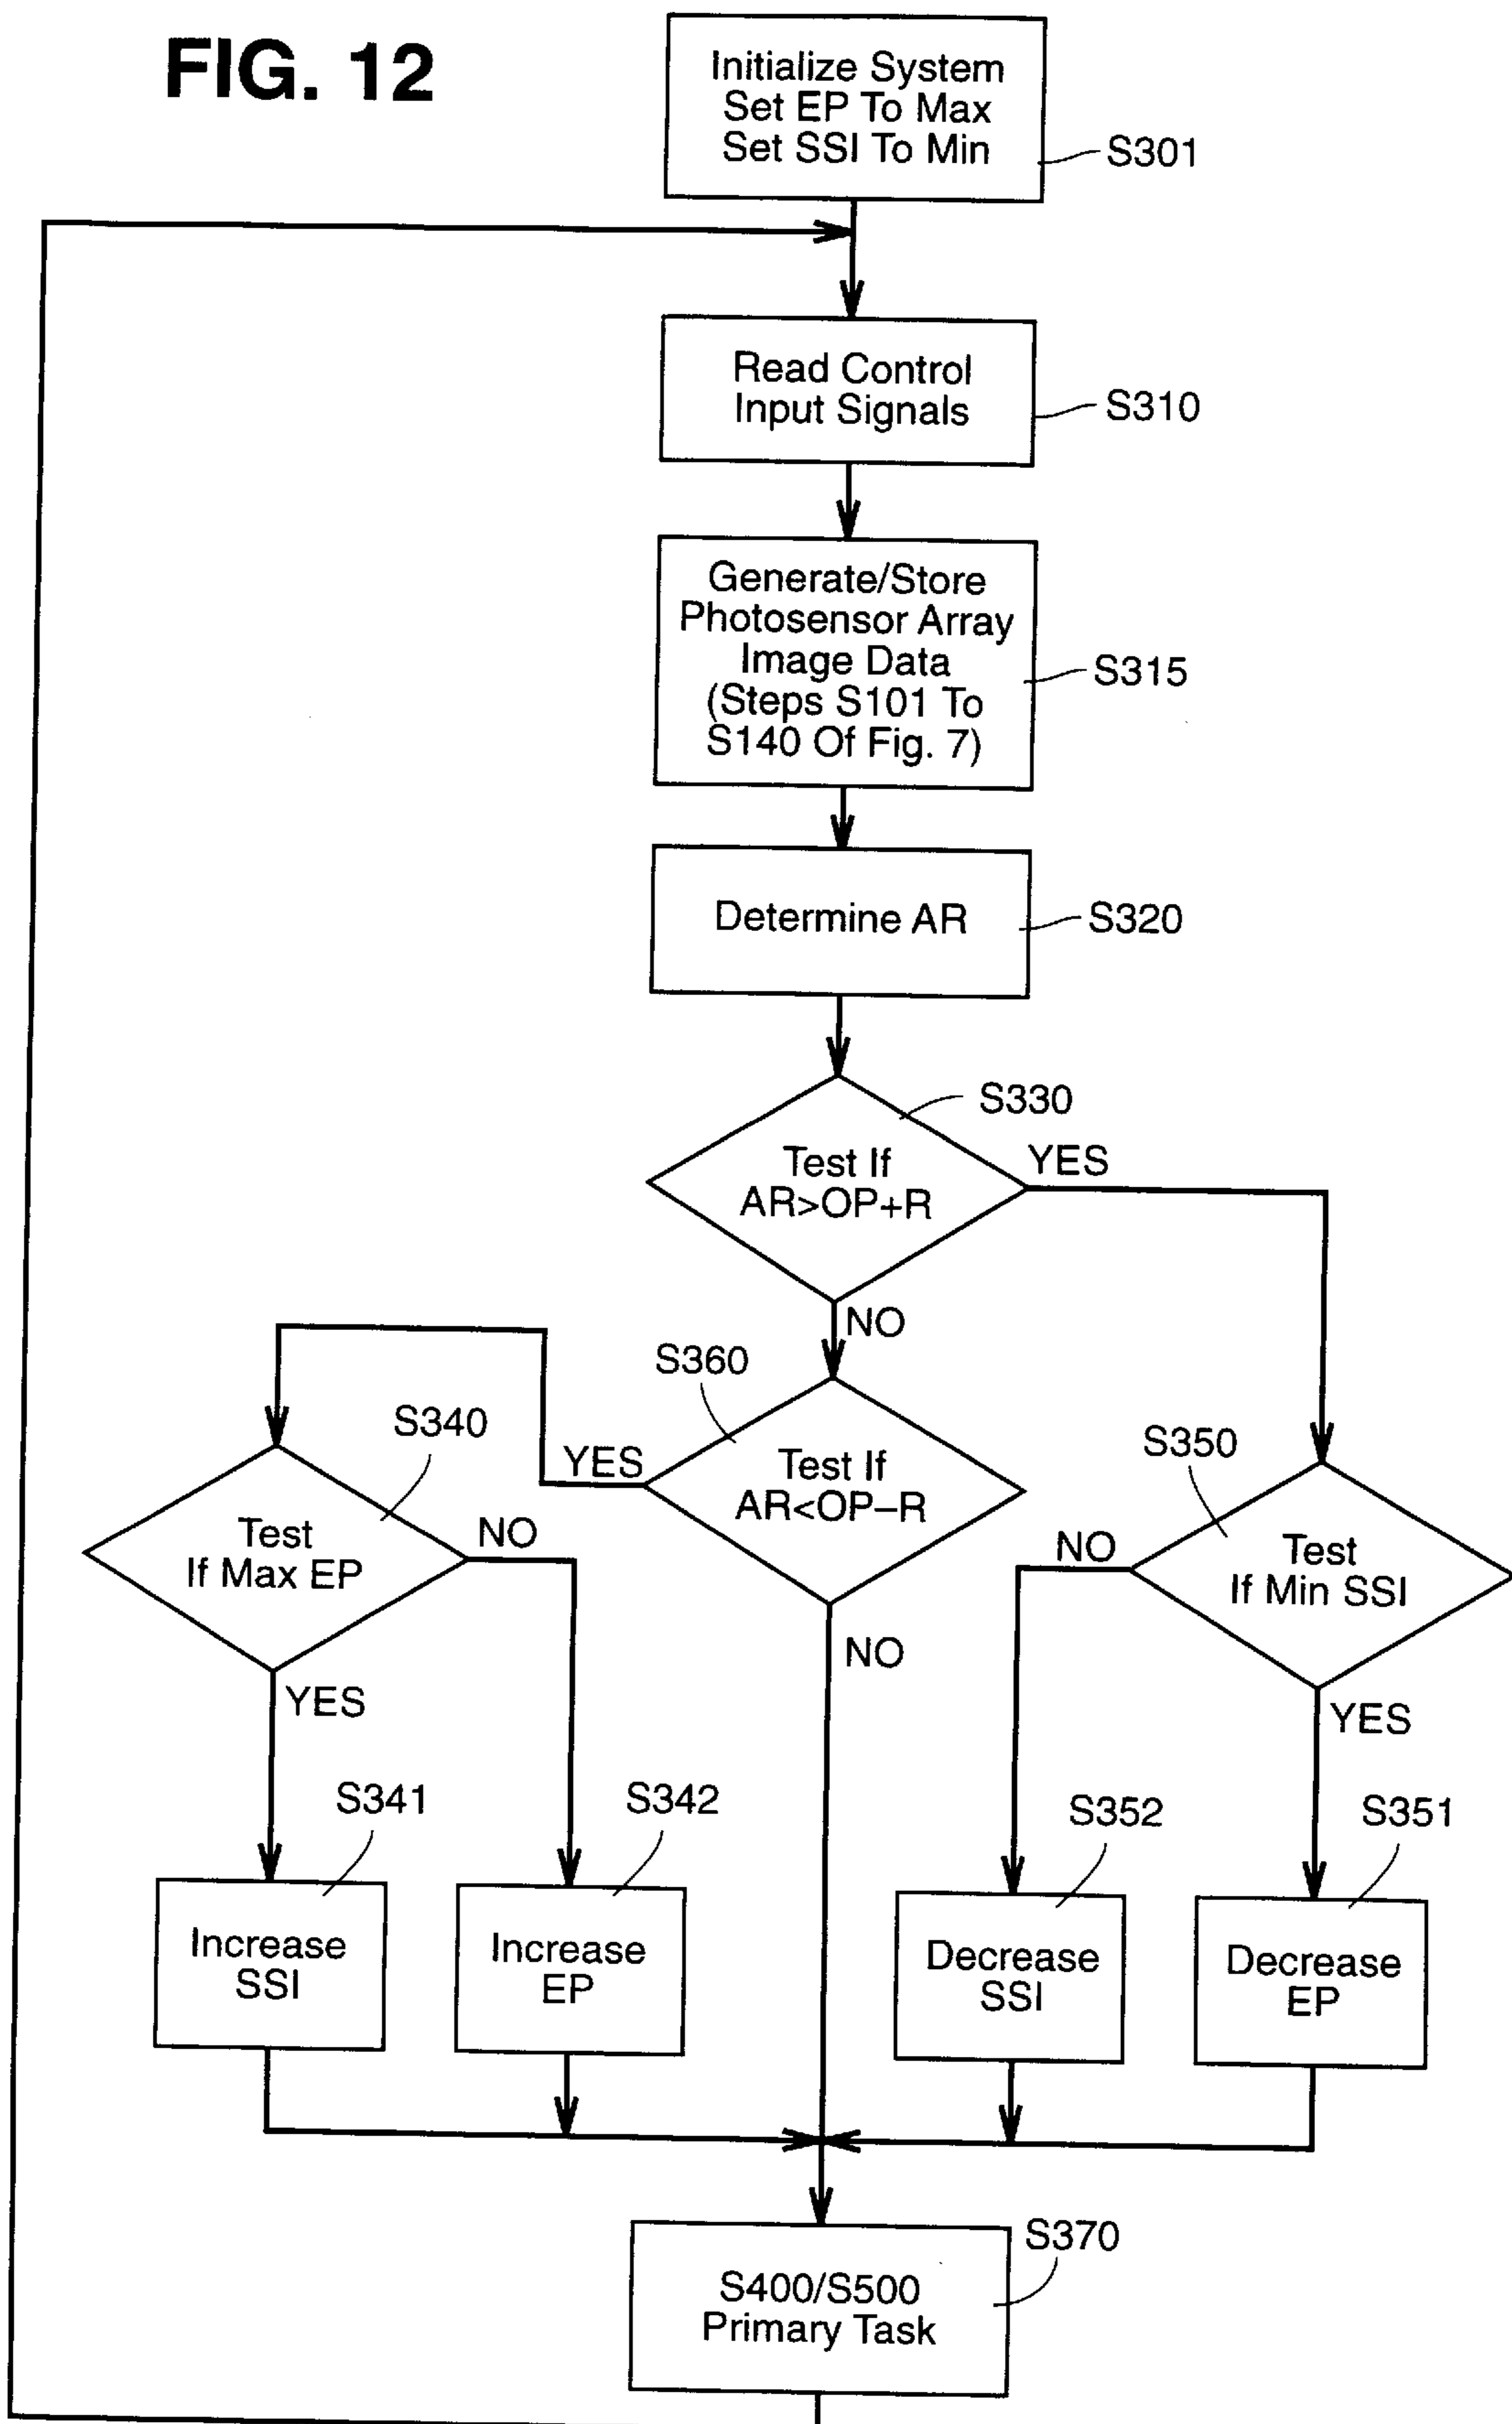 FIG. 12
Initialize System
Set EP To Max
Set SSI To Min
S301
Read Control
Input Signals
S310
Generate/Store
Photosensor Array
Image Data
(Steps S101 To
S140 Of Fig. 7)
S315
Determine AR
S320
S330
Test If
AR>OP+R
YES
NO
S360
Test If
AR<OP–R
YES
NO
S340
Test
If Max EP
NO
YES
S350
Test
If Min SSI
NO
YES
S341
Increase
SSI
S342
Increase
EP
S352
Decrease
SSI
S351
Decrease
EP
S370
S400/S500
Primary Task